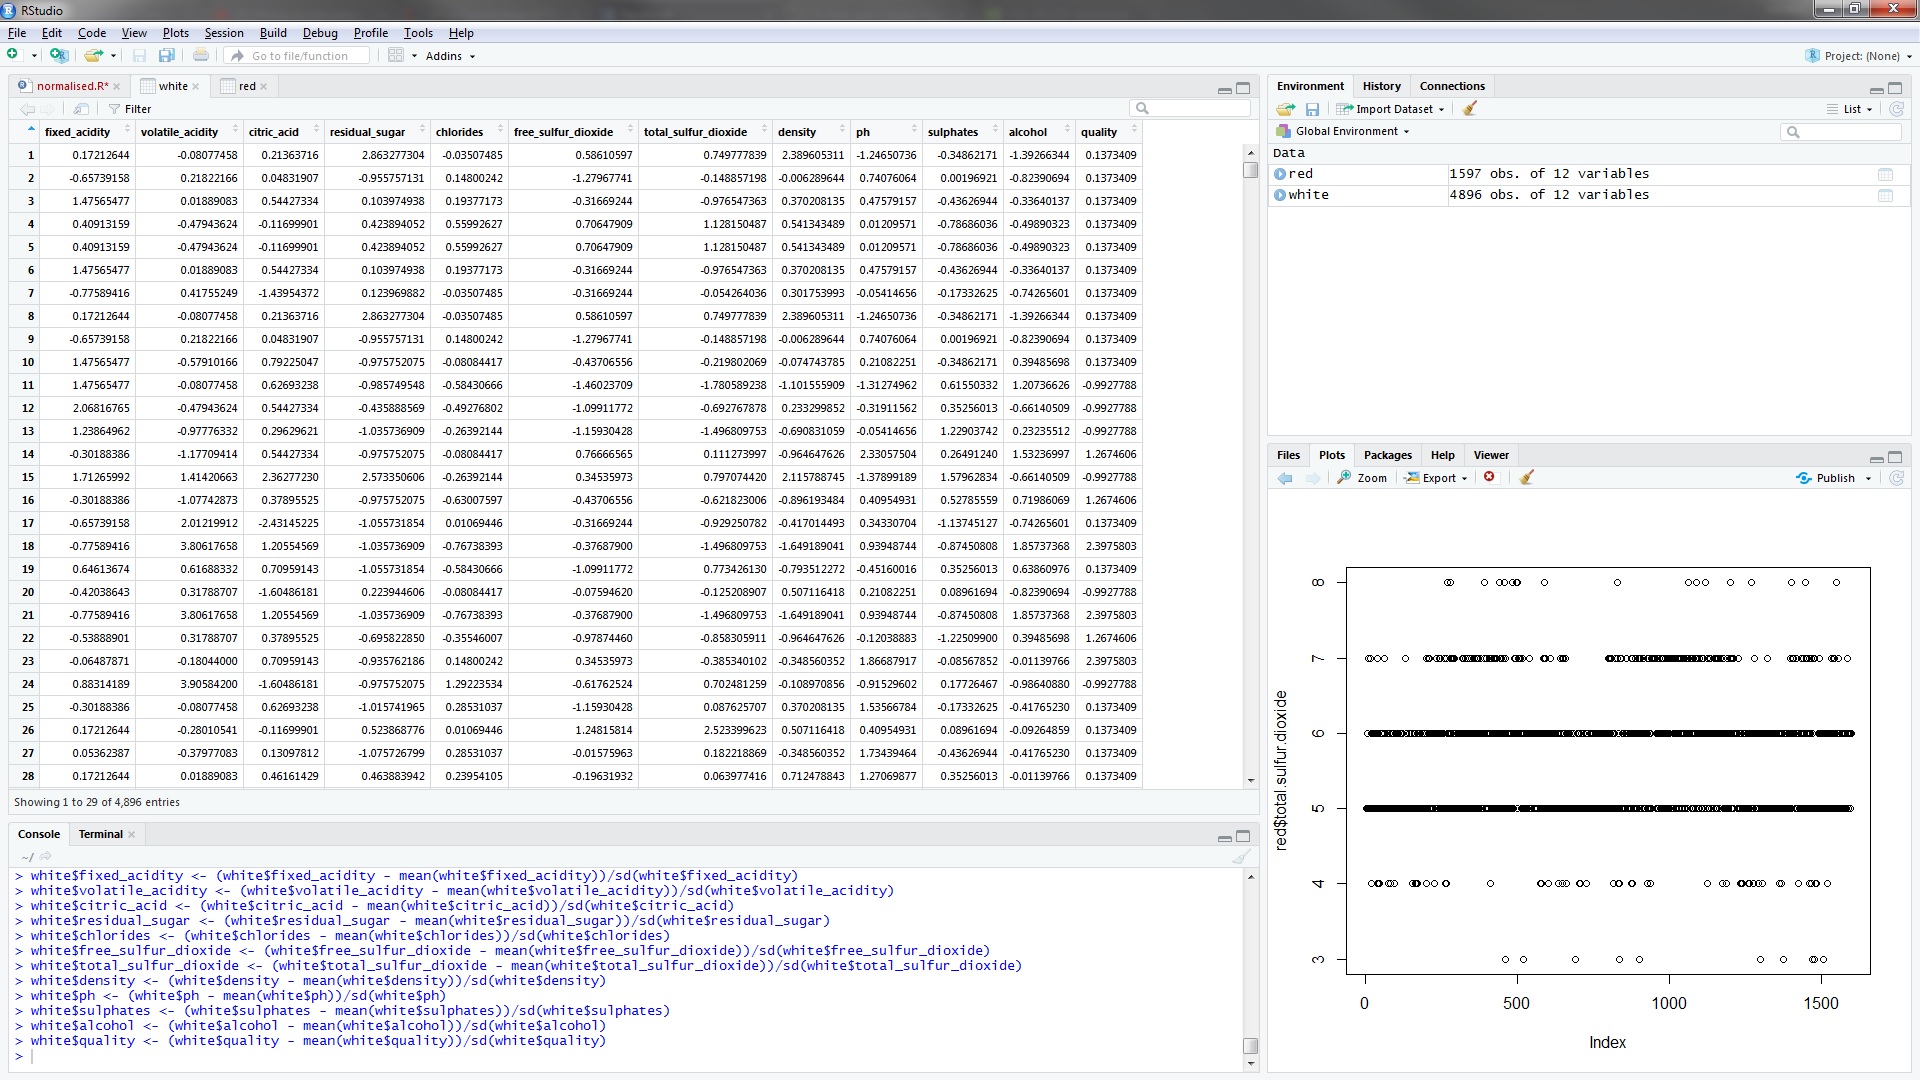 RStudio
File Edit Code View Plots Session Build Debug Profile Tools Help
Go to file/function Addins Project: (None)
normalised.R* white red
Filter
fixed_acidity volatile_acidity citric_acid residual_sugar chlorides free_sulfur_dioxide total_sulfur_dioxide density ph sulphates alcohol quality
1 0.17212644 -0.08077458 0.21363716 2.863277304 -0.03507485 0.58610597 0.749777839 2.389605311 -1.24650736 -0.34862171 -1.39266344 0.1373409
2 -0.65739158 0.21822166 0.04831907 -0.955757131 0.14800242 -1.27967741 -0.148857198 -0.006289644 0.74076064 0.00196921 -0.82390694 0.1373409
3 1.47565477 0.01889083 0.54427334 0.103974938 0.19377173 -0.31669244 -0.976547363 0.370208135 0.47579157 -0.43626944 -0.33640137 0.1373409
4 0.40913159 -0.47943624 -0.11699901 0.423894052 0.55992627 0.70647909 1.128150487 0.541343489 0.01209571 -0.78686036 -0.49890323 0.1373409
5 0.40913159 -0.47943624 -0.11699901 0.423894052 0.55992627 0.70647909 1.128150487 0.541343489 0.01209571 -0.78686036 -0.49890323 0.1373409
6 1.47565477 0.01889083 0.54427334 0.103974938 0.19377173 -0.31669244 -0.976547363 0.370208135 0.47579157 -0.43626944 -0.33640137 0.1373409
7 -0.77589416 0.41755249 -1.43954372 0.123969882 -0.03507485 -0.31669244 -0.054264036 0.301753993 -0.05414656 -0.17332625 -0.74265601 0.1373409
8 0.17212644 -0.08077458 0.21363716 2.863277304 -0.03507485 0.58610597 0.749777839 2.389605311 -1.24650736 -0.34862171 -1.39266344 0.1373409
9 -0.65739158 0.21822166 0.04831907 -0.955757131 0.14800242 -1.27967741 -0.148857198 -0.006289644 0.74076064 0.00196921 -0.82390694 0.1373409
10 1.47565477 -0.57910166 0.79225047 -0.975752075 -0.08084417 -0.43706556 -0.219802069 -0.074743785 0.21082251 -0.34862171 0.39485698 0.1373409
11 1.47565477 -0.08077458 0.62693238 -0.985749548 -0.58430666 -1.46023709 -1.780589238 -1.101555909 -1.31274962 0.61550332 1.20736626 -0.9927788
12 2.06816765 -0.47943624 0.54427334 -0.435888569 -0.49276802 -1.09911772 -0.692767878 0.233299852 -0.31911562 0.35256013 -0.66140509 -0.9927788
13 1.23864962 -0.97776332 0.29629621 -1.035736909 -0.26392144 -1.15930428 -1.496809753 -0.690831059 -0.05414656 1.22903742 0.23235512 -0.9927788
14 -0.30188386 -1.17709414 0.54427334 -0.975752075 -0.08084417 0.76666565 0.111273997 -0.964647626 2.33057504 0.26491240 1.53236997 1.2674606
15 1.71265992 1.41420663 2.36277230 2.573350606 -0.26392144 0.34535973 0.797074420 2.115788745 -1.37899189 1.57962834 -0.66140509 -0.9927788
16 -0.30188386 -1.07742873 0.37895525 -0.975752075 -0.63007597 -0.43706556 -0.621823006 -0.896193484 0.40954931 0.52785559 0.71986069 1.2674606
17 -0.65739158 2.01219912 -2.43145225 -1.055731854 0.01069446 -0.31669244 -0.929250782 -0.417014493 0.34330704 -1.13745127 -0.74265601 0.1373409
18 -0.77589416 3.80617658 1.20554569 -1.035736909 -0.76738393 -0.37687900 -1.496809753 -1.649189041 0.93948744 -0.87450808 1.85737368 2.3975803
19 0.64613674 0.61688332 0.70959143 -1.055731854 -0.58430666 -1.09911772 0.773426130 -0.793512272 -0.45160016 0.35256013 0.63860976 0.1373409
20 -0.42038643 0.31788707 -1.60486181 0.223944606 -0.08084417 -0.07594620 -0.125208907 0.507116418 0.21082251 0.08961694 -0.82390694 -0.9927788
21 -0.77589416 3.80617658 1.20554569 -1.035736909 -0.76738393 -0.37687900 -1.496809753 -1.649189041 0.93948744 -0.87450808 1.85737368 2.3975803
22 -0.53888901 0.31788707 0.37895525 -0.695822850 -0.35546007 -0.97874460 -0.858305911 -0.964647626 -0.12038883 -1.22509900 0.39485698 1.2674606
23 -0.06487871 -0.18044000 0.70959143 -0.935762186 0.14800242 0.34535973 -0.385340102 -0.348560352 1.86687917 -0.08567852 -0.01139766 2.3975803
24 0.88314189 3.90584200 -1.60486181 -0.975752075 1.29223534 -0.61762524 0.702481259 -0.108970856 -0.91529602 0.17726467 -0.98640880 -0.9927788
25 -0.30188386 -0.08077458 0.62693238 -1.015741965 0.28531037 -1.15930428 0.087625707 0.370208135 1.53566784 -0.17332625 -0.41765230 0.1373409
26 0.17212644 -0.28010541 -0.11699901 0.523868776 0.01069446 1.24815814 2.523399623 0.507116418 0.40954931 0.08961694 -0.09264859 0.1373409
27 0.05362387 -0.37977083 0.13097812 -1.075726799 0.28531037 -0.01575963 0.182218869 -0.348560352 1.73439464 -0.43626944 -0.41765230 0.1373409
28 0.17212644 0.01889083 0.46161429 0.463883942 0.23954105 -0.19631932 0.063977416 0.712478843 1.27069877 0.35256013 -0.01139766 0.1373409
Showing 1 to 29 of 4,896 entries
Console Terminal
~/
> white$fixed_acidity <- (white$fixed_acidity - mean(white$fixed_acidity))/sd(white$fixed_acidity)
> white$volatile_acidity <- (white$volatile_acidity - mean(white$volatile_acidity))/sd(white$volatile_acidity)
> white$citric_acid <- (white$citric_acid - mean(white$citric_acid))/sd(white$citric_acid)
> white$residual_sugar <- (white$residual_sugar - mean(white$residual_sugar))/sd(white$residual_sugar)
> white$chlorides <- (white$chlorides - mean(white$chlorides))/sd(white$chlorides)
> white$free_sulfur_dioxide <- (white$free_sulfur_dioxide - mean(white$free_sulfur_dioxide))/sd(white$free_sulfur_dioxide)
> white$total_sulfur_dioxide <- (white$total_sulfur_dioxide - mean(white$total_sulfur_dioxide))/sd(white$total_sulfur_dioxide)
> white$density <- (white$density - mean(white$density))/sd(white$density)
> white$ph <- (white$ph - mean(white$ph))/sd(white$ph)
> white$sulphates <- (white$sulphates - mean(white$sulphates))/sd(white$sulphates)
> white$alcohol <- (white$alcohol - mean(white$alcohol))/sd(white$alcohol)
> white$quality <- (white$quality - mean(white$quality))/sd(white$quality)
>
Environment History Connections
Import Dataset List
Global Environment
Data
red 1597 obs. of 12 variables
white 4896 obs. of 12 variables
Files Plots Packages Help Viewer
Zoom Export Publish
red$total.sulfur.dioxide
8
7
6
5
4
3
0 500 1000 1500
Index